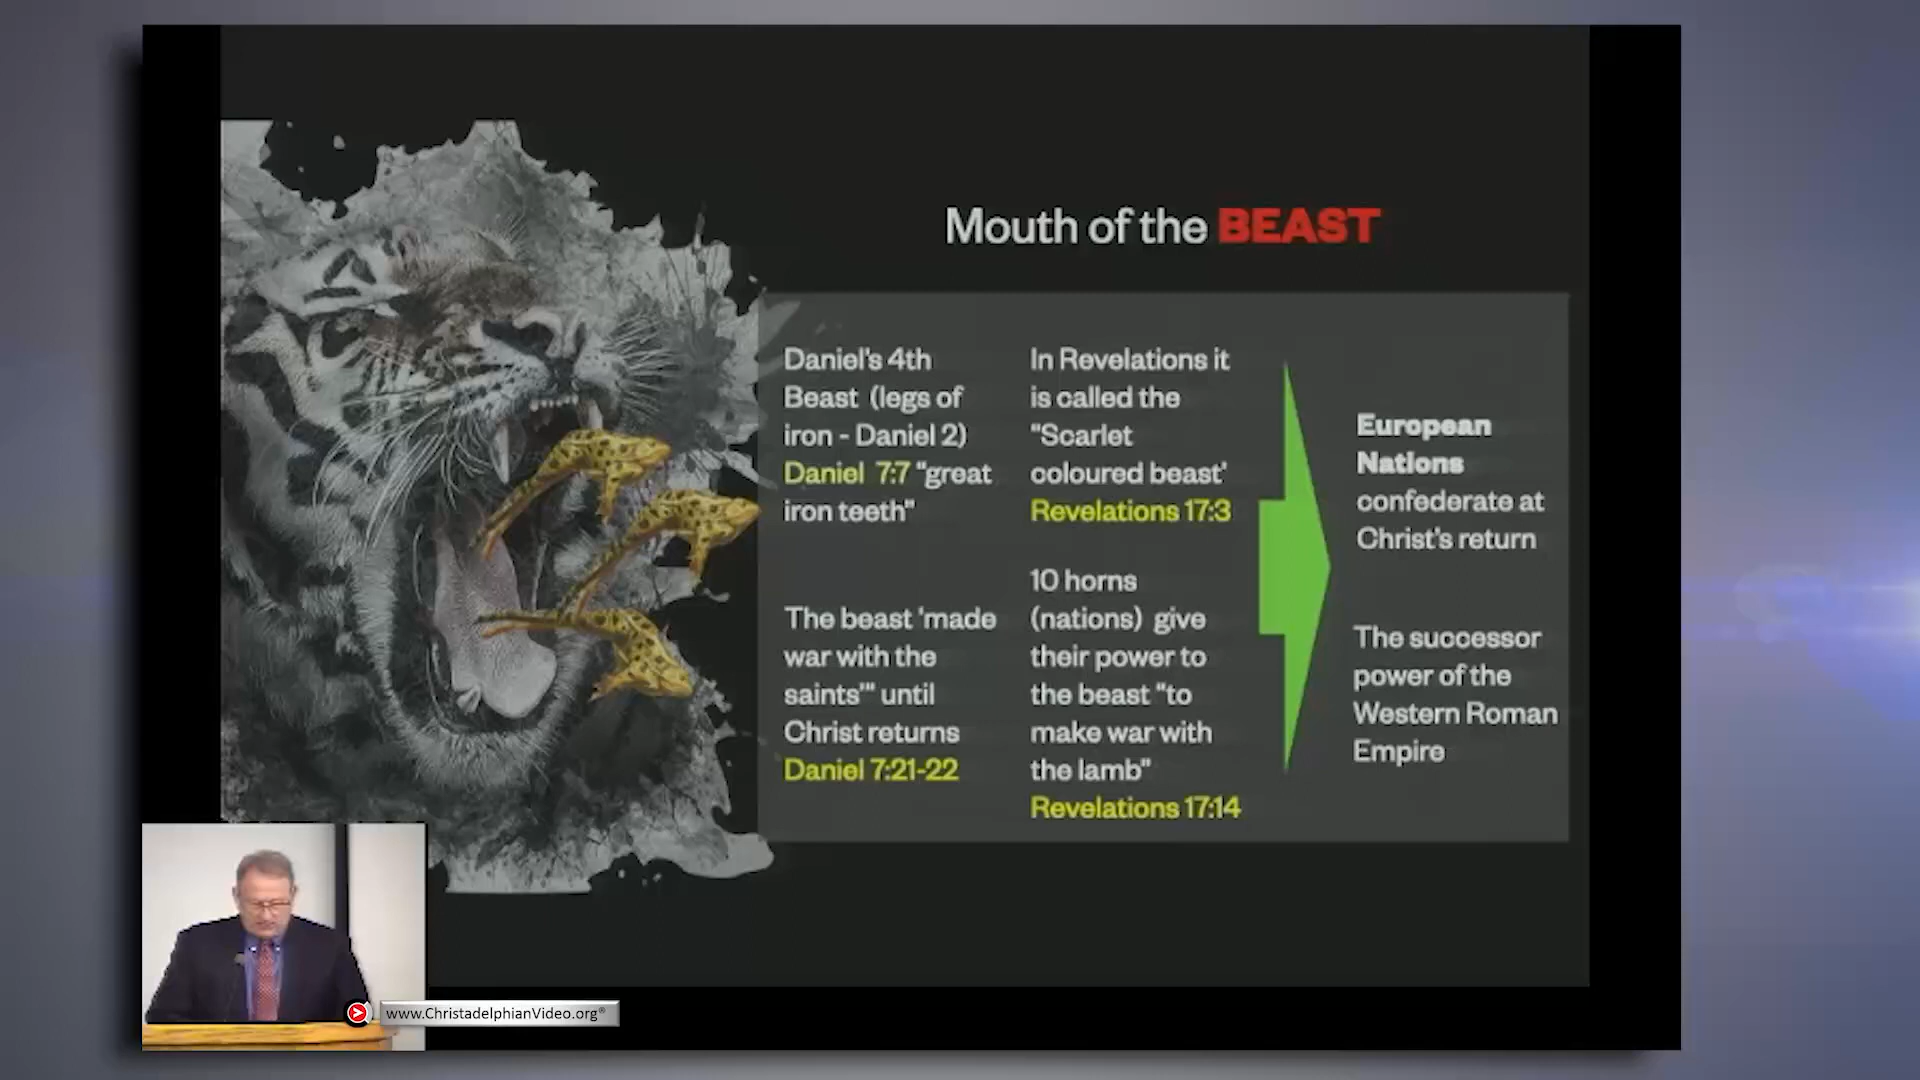 Mouth of the BEAST
Daniel's 4th
Beast (legs of
iron - Daniel 2)
Daniel 7:7 "great
iron teeth"
The beast 'made
war with the
saints'" until
Christ returns
Daniel 7:21-22
In Revelations it
is called the
"Scarlet
coloured beast'
Revelations 17:3
10 horns
(nations) give
their power to
the beast "to
make war with
the lamb"
Revelations 17:14
European
Nations
confederate at
Christ's return
The successor
power of the
Western Roman
Empire
www.ChristadelphianVideo.org®